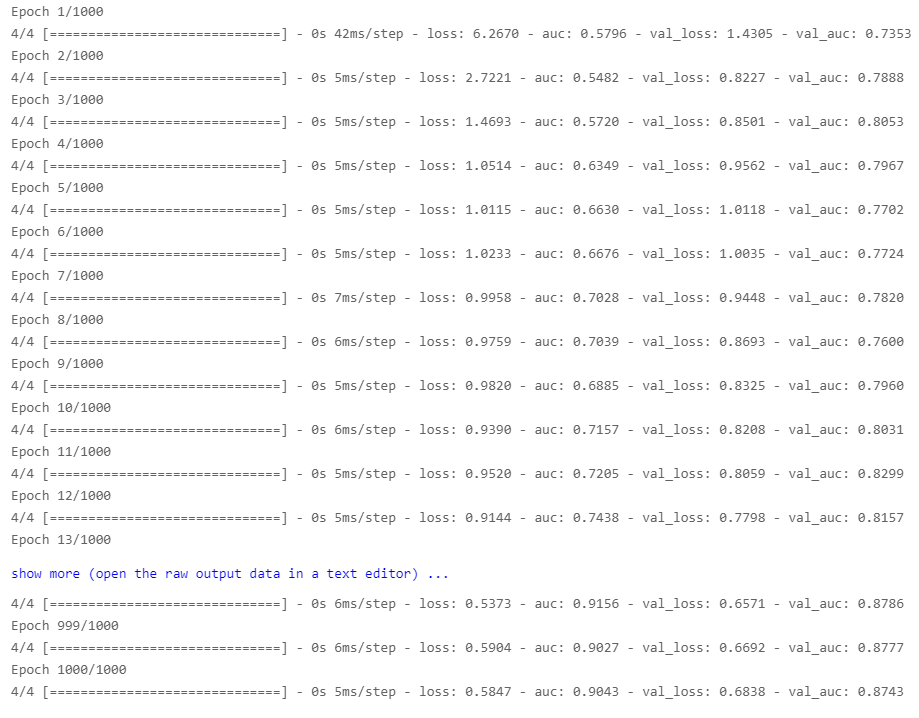 Epoch 1/1000
4/4 [==============================] - 0s 42ms/step - loss: 6.2670 - auc: 0.5796 - val_loss: 1.4305 - val_auc: 0.7353
Epoch 2/1000
4/4 [==============================] - 0s 5ms/step - loss: 2.7221 - auc: 0.5482 - val_loss: 0.8227 - val_auc: 0.7888
Epoch 3/1000
4/4 [==============================] - 0s 5ms/step - loss: 1.4693 - auc: 0.5720 - val_loss: 0.8501 - val_auc: 0.8053
Epoch 4/1000
4/4 [==============================] - 0s 5ms/step - loss: 1.0514 - auc: 0.6349 - val_loss: 0.9562 - val_auc: 0.7967
Epoch 5/1000
4/4 [==============================] - 0s 5ms/step - loss: 1.0115 - auc: 0.6630 - val_loss: 1.0118 - val_auc: 0.7702
Epoch 6/1000
4/4 [==============================] - 0s 5ms/step - loss: 1.0233 - auc: 0.6676 - val_loss: 1.0035 - val_auc: 0.7724
Epoch 7/1000
4/4 [==============================] - 0s 7ms/step - loss: 0.9958 - auc: 0.7028 - val_loss: 0.9448 - val_auc: 0.7820
Epoch 8/1000
4/4 [==============================] - 0s 6ms/step - loss: 0.9759 - auc: 0.7039 - val_loss: 0.8693 - val_auc: 0.7600
Epoch 9/1000
4/4 [==============================] - 0s 5ms/step - loss: 0.9820 - auc: 0.6885 - val_loss: 0.8325 - val_auc: 0.7960
Epoch 10/1000
4/4 [==============================] - 0s 6ms/step - loss: 0.9390 - auc: 0.7157 - val_loss: 0.8208 - val_auc: 0.8031
Epoch 11/1000
4/4 [==============================] - 0s 5ms/step - loss: 0.9520 - auc: 0.7205 - val_loss: 0.8059 - val_auc: 0.8299
Epoch 12/1000
4/4 [==============================] - 0s 5ms/step - loss: 0.9144 - auc: 0.7438 - val_loss: 0.7798 - val_auc: 0.8157
Epoch 13/1000
show more (open the raw output data in a text editor) ...
4/4 [==============================] - 0s 6ms/step - loss: 0.5373 - auc: 0.9156 - val_loss: 0.6571 - val_auc: 0.8786
Epoch 999/1000
4/4 [==============================] - 0s 6ms/step - loss: 0.5904 - auc: 0.9027 - val_loss: 0.6692 - val_auc: 0.8777
Epoch 1000/1000
4/4 [==============================] - 0s 5ms/step - loss: 0.5847 - auc: 0.9043 - val_loss: 0.6838 - val_auc: 0.8743